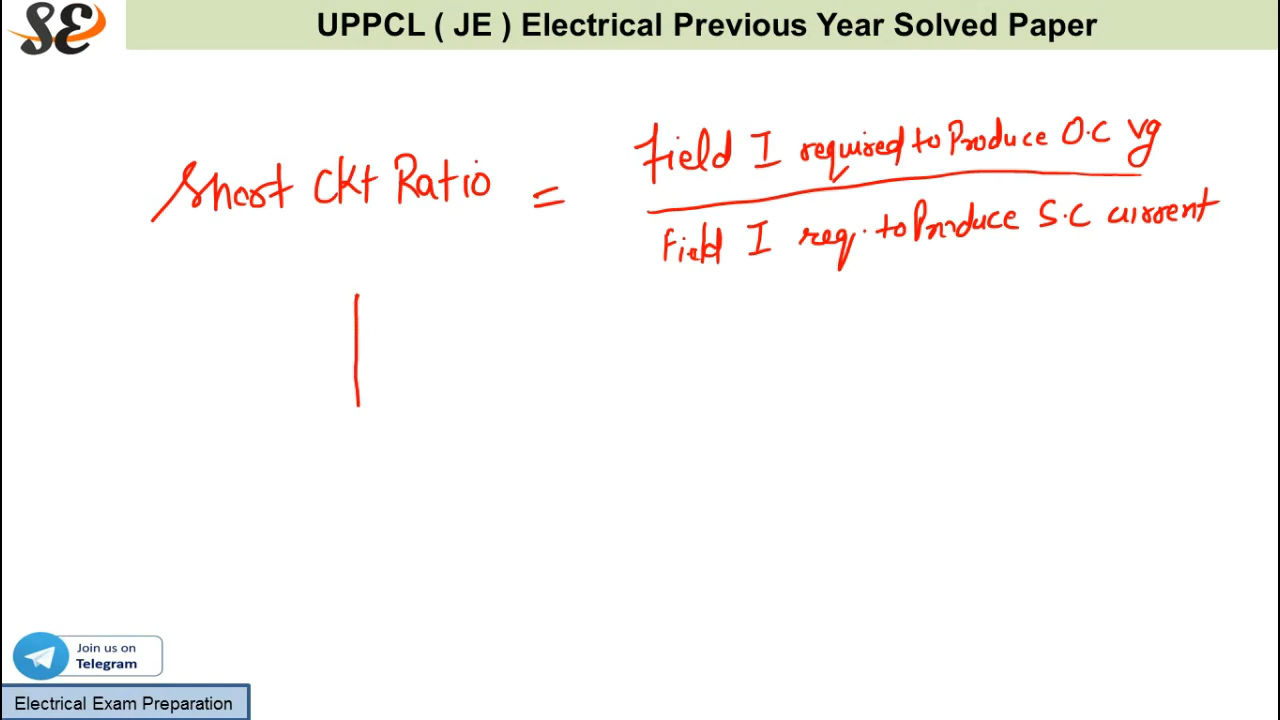 SE
UPPCL ( JE ) Electrical Previous Year Solved Paper
Short Ckt Ratio = field I required to Produce O.C vg
Field I req. to Produce S.C current
Join us on
Telegram
Electrical Exam Preparation